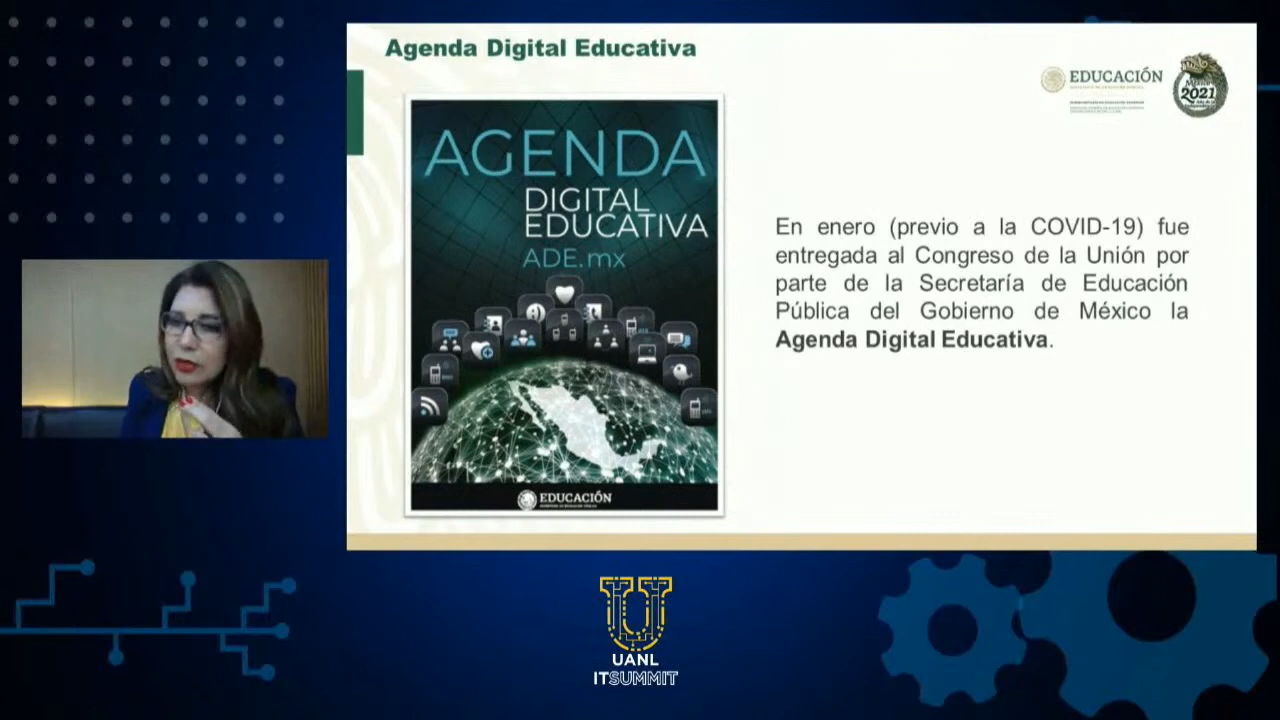 Agenda Digital Educativa
EDUCACIÓN
México
2021
AGENDA
DIGITAL
EDUCATIVA
ADE.mx
EDUCACIÓN
En enero (previo a la COVID-19) fue
entregada al Congreso de la Unión por
parte de la Secretaría de Educación
Pública del Gobierno de México la
Agenda Digital Educativa.
UANL
ITSUMMIT